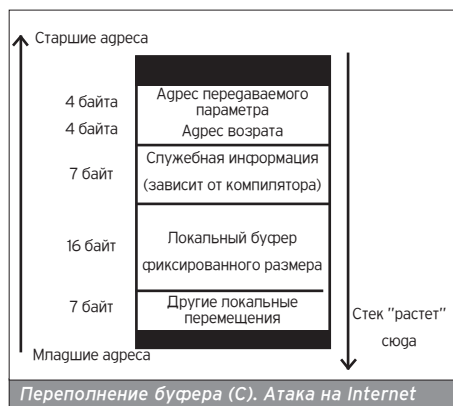 Старшие адреса
4 байта
Адрес передаваемого
параметра
4 байта
Адрес возрата
7 байт
Служебная информация
(зависит от компилятора)
16 байт
Локальный буфер
фиксированного размера
7 байт
Другие локальные
перемещения
Стек "растет"
сюда
Младшие адреса
Переполнение буфера (С). Атака на Internet